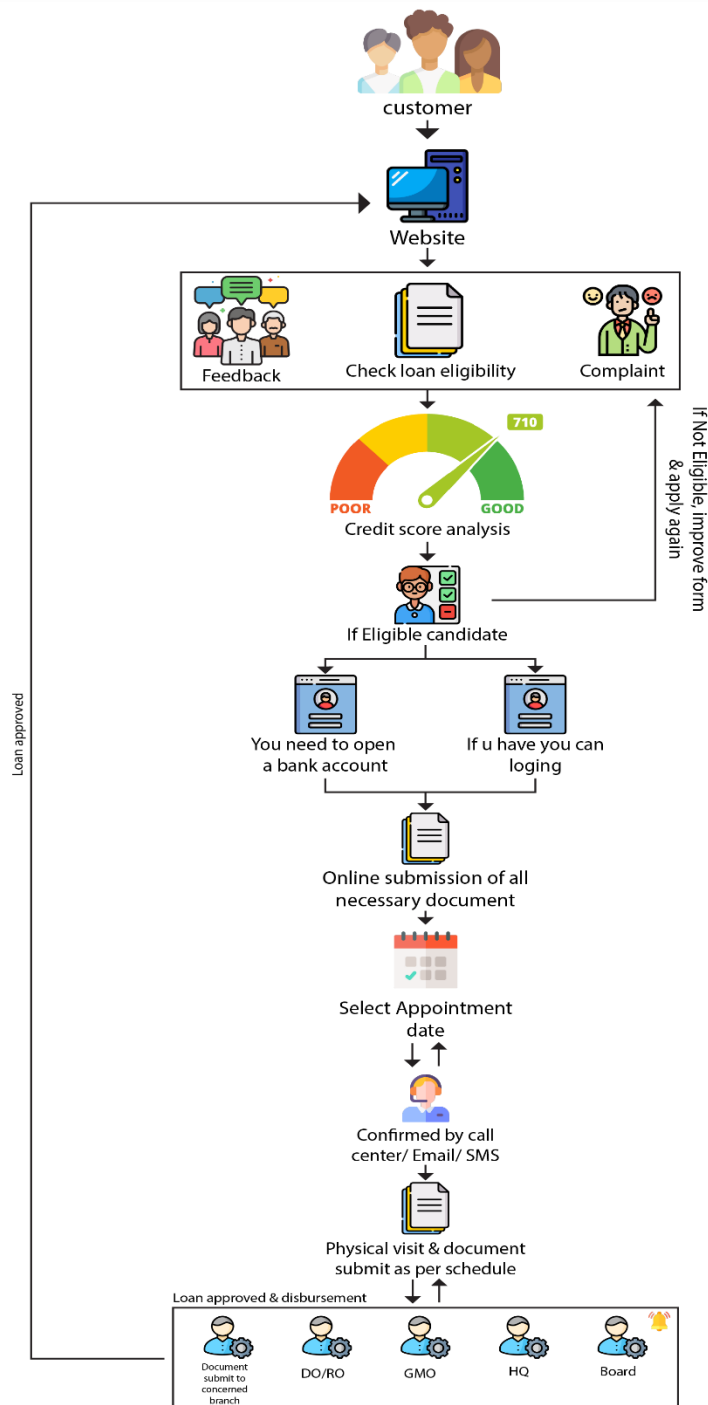 customer
Website
Feedback
Check loan eligibility
Complaint
710
POOR
GOOD
Credit score analysis
If Not Eligible, improve form
& apply again
If Eligible candidate
You need to open
a bank account
If u have you can
loging
Online submission of all
necessary document
Select Appointment
date
Confirmed by call
center/ Email/ SMS
Physical visit & document
submit as per schedule
Loan approved
Loan approved & disbursement
Document
submit to
concerned
branch
DO/RO
GMO
HQ
Board